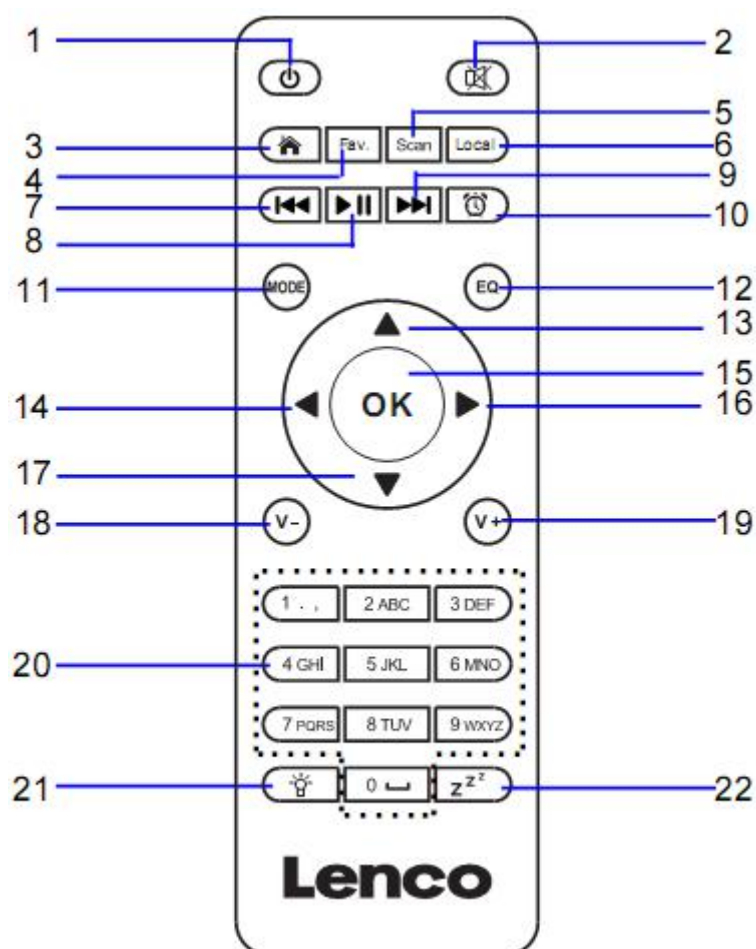 1
2
3
Fav.
Scan
Local
5
6
4
9
7
8
10
11
MODE
EQ
12
13
15
14
OK
16
17
18
V-
V+
19
1 . ,
2 ABC
3 DEF
20
4 GHI
5 JKL
6 MNO
7 PQRS
8 TUV
9 WXYZ
21
0
zzz
22
Lenco